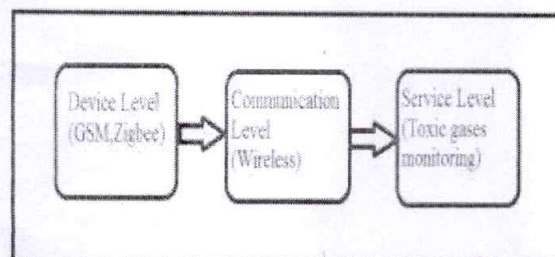 Device Level
(GSM,Zigbee)
Communication
Level
(Wireless)
Service Level
(Toxic gases
monitoring)